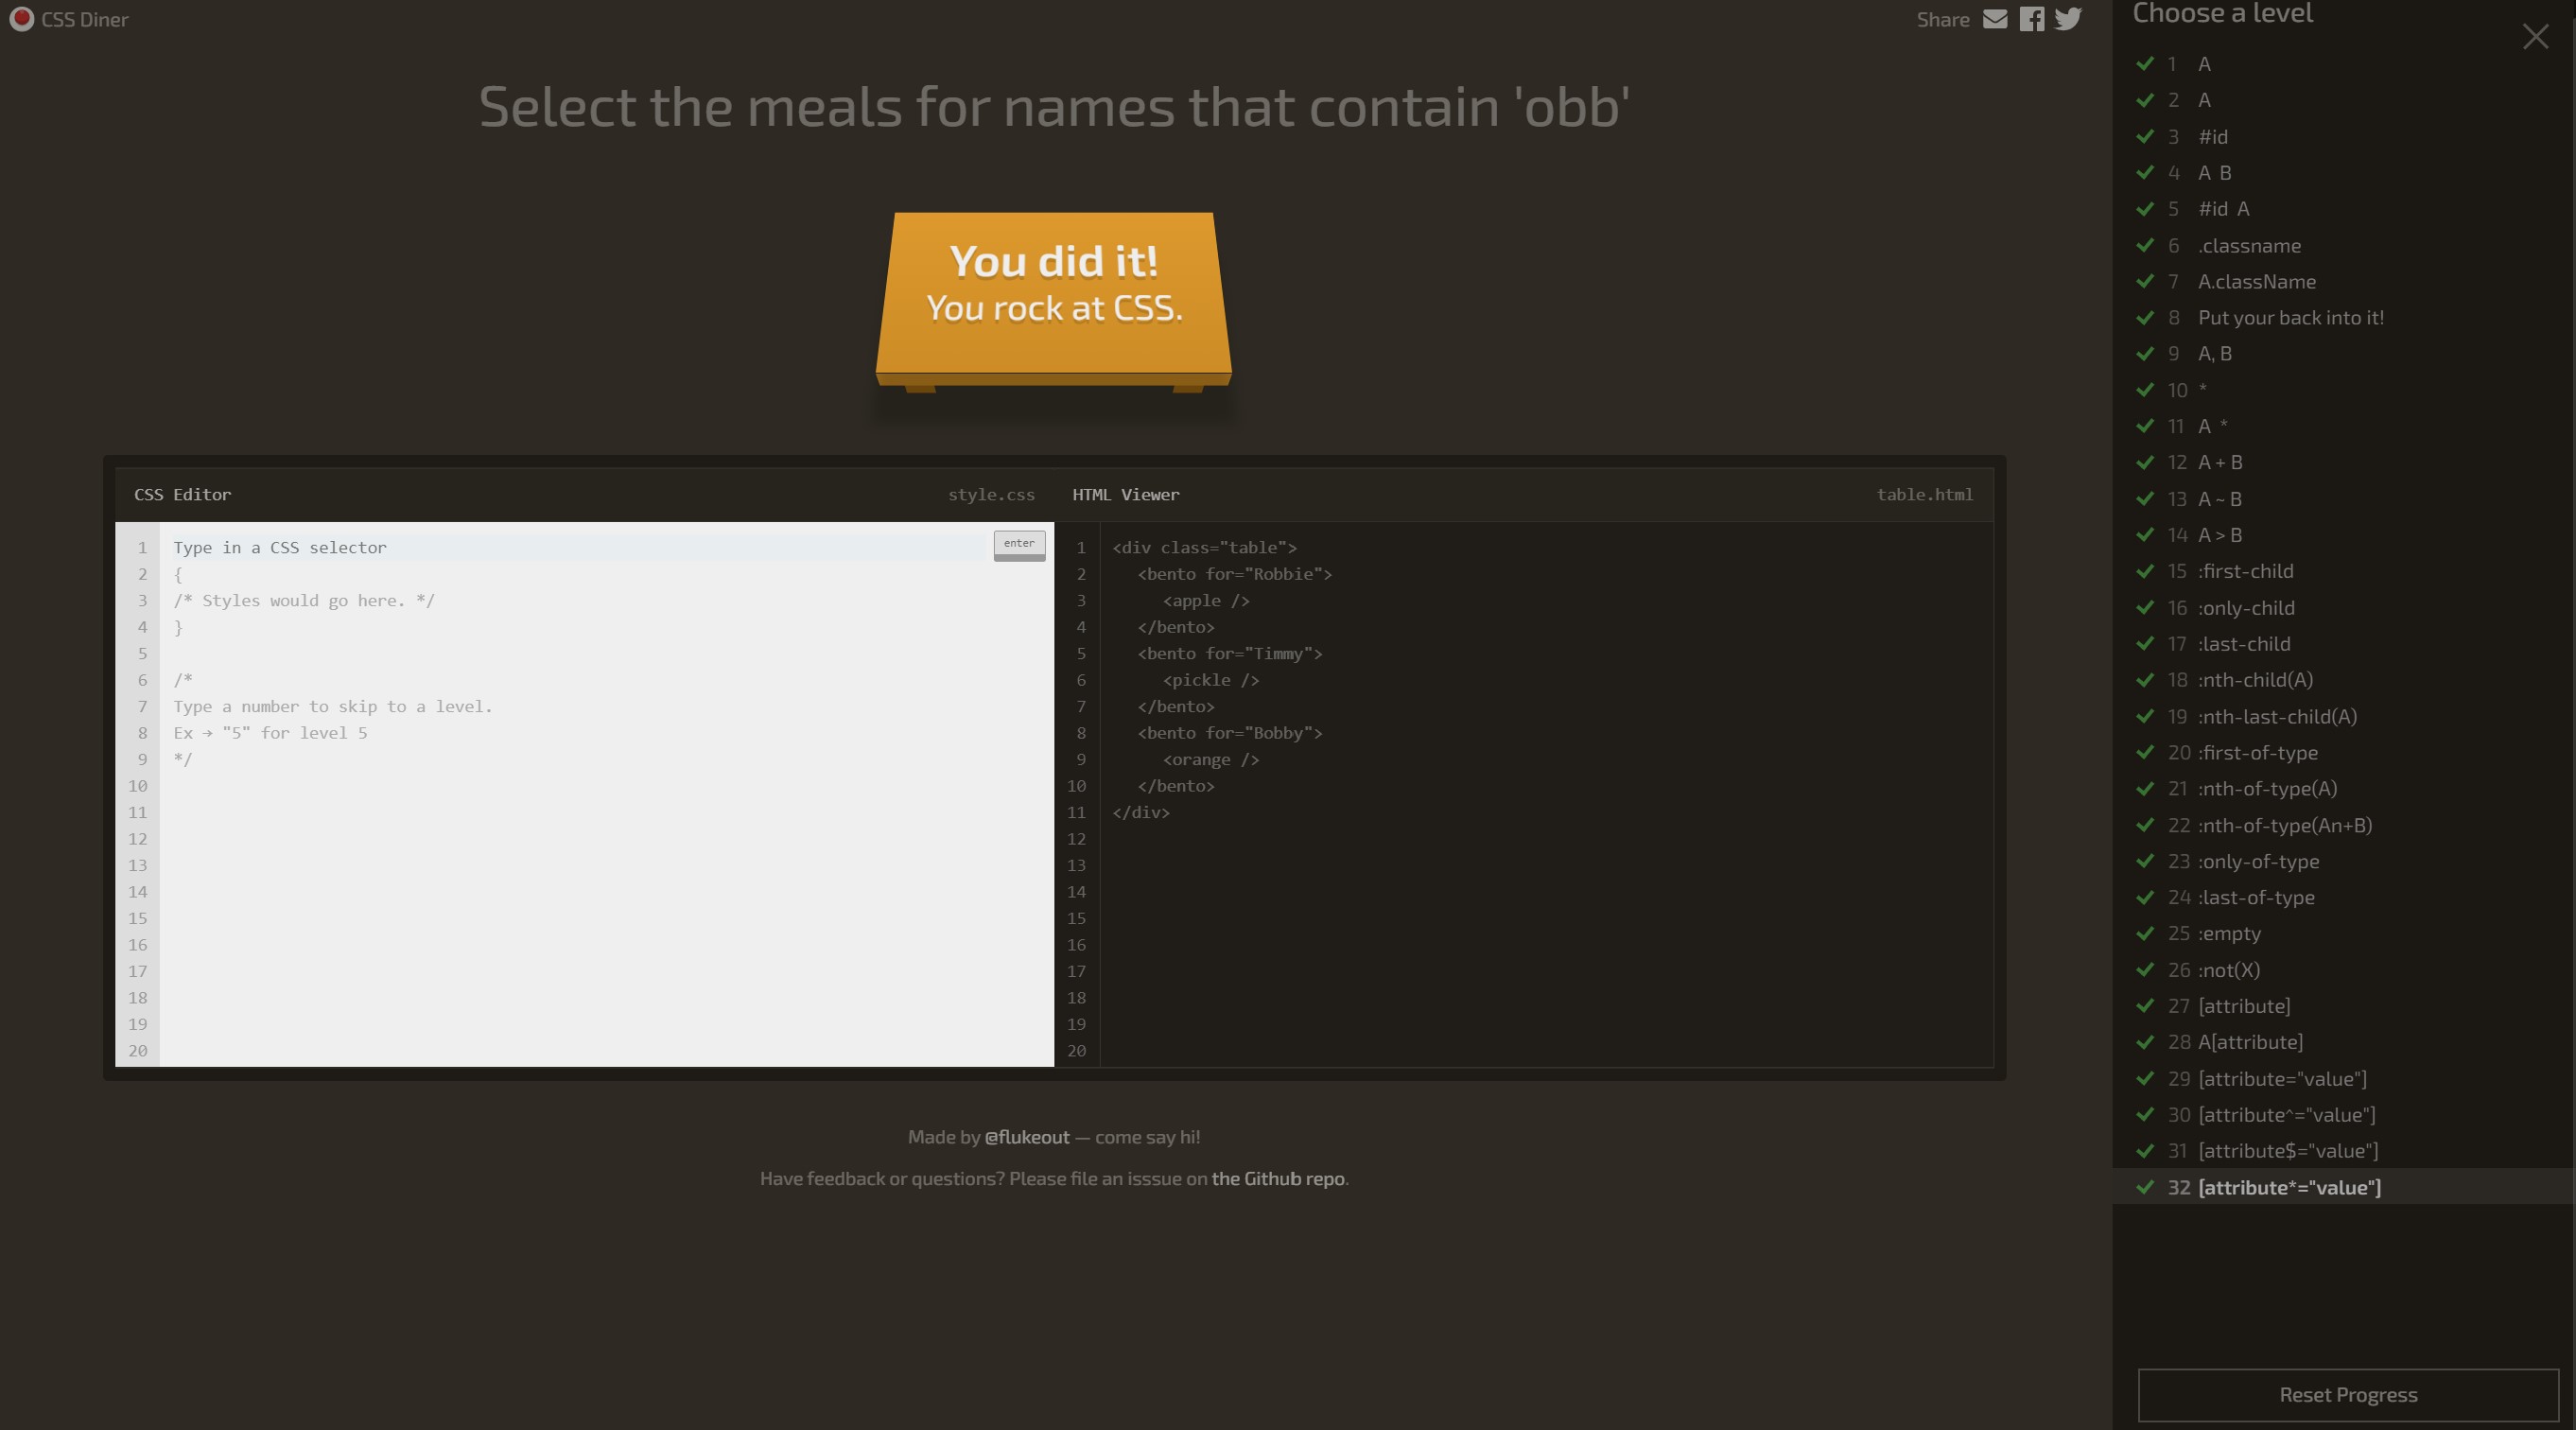 CSS Diner
Share
Select the meals for names that contain 'obb'
You did it!
You rock at CSS.
CSS Editor
style.css
1 Type in a CSS selector
enter
2 {
3 /* Styles would go here. */
4 }
5
6 /*
7 Type a number to skip to a level.
8 Ex → "5" for level 5
9 */
10
11
12
13
14
15
16
17
18
19
20
HTML Viewer
table.html
1 <div class="table">
2 <bento for="Robbie">
3 <apple />
4 </bento>
5 <bento for="Timmy">
6 <pickle />
7 </bento>
8 <bento for="Bobby">
9 <orange />
10 </bento>
11 </div>
12
13
14
15
16
17
18
19
20
Made by @flukeout — come say hi!
Have feedback or questions? Please file an isssue on the Github repo.
Choose a level
1 A
2 A
3 #id
4 A B
5 #id A
6 .classname
7 A.className
8 Put your back into it!
9 A, B
10 *
11 A *
12 A + B
13 A ~ B
14 A > B
15 :first-child
16 :only-child
17 :last-child
18 :nth-child(A)
19 :nth-last-child(A)
20 :first-of-type
21 :nth-of-type(A)
22 :nth-of-type(An+B)
23 :only-of-type
24 :last-of-type
25 :empty
26 :not(X)
27 [attribute]
28 A[attribute]
29 [attribute="value"]
30 [attribute^="value"]
31 [attribute$="value"]
32 [attribute*="value"]
Reset Progress